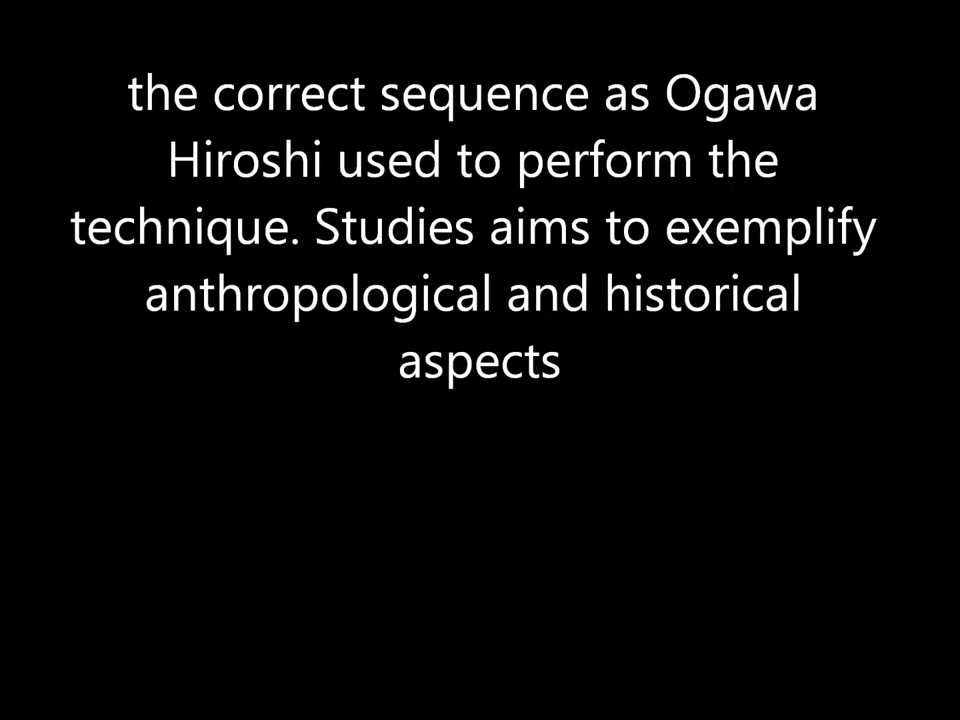 the correct sequence as Ogawa
Hiroshi used to perform the
technique. Studies aims to exemplify
anthropological and historical
aspects